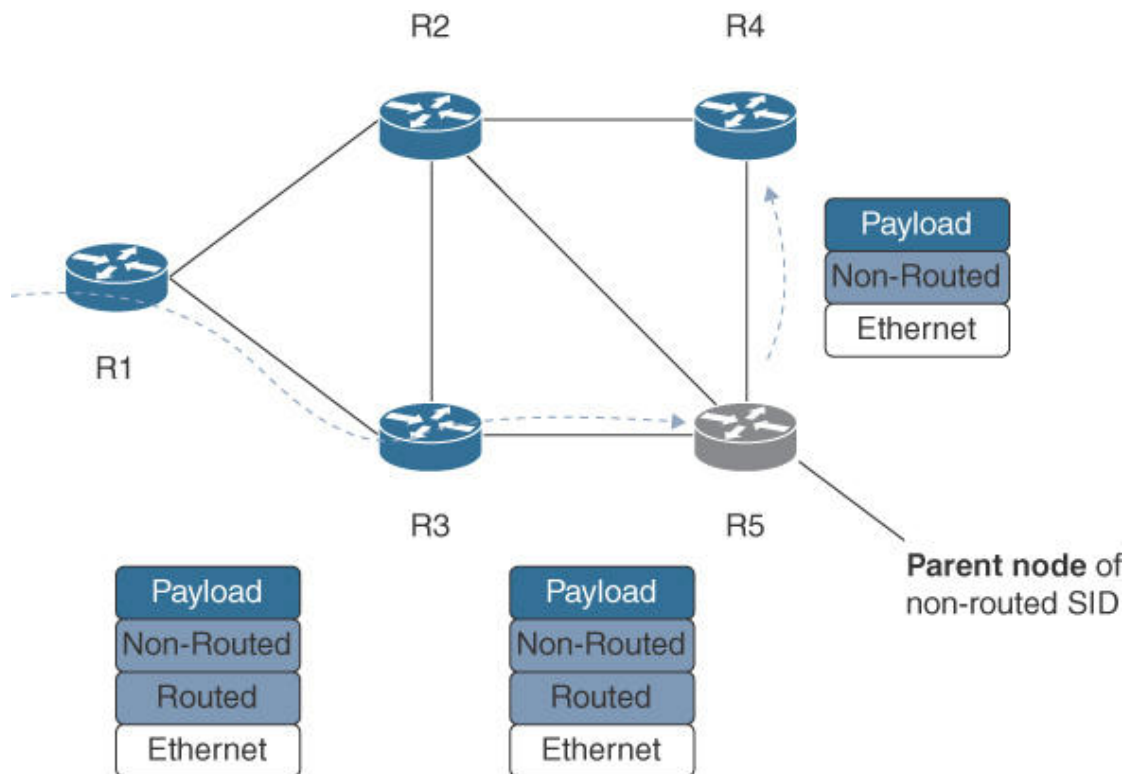 R2
R4
R1
Payload
Non-Routed
Ethernet
R3
R5
Parent node of
non-routed SID
Payload
Non-Routed
Routed
Ethernet
Payload
Non-Routed
Routed
Ethernet